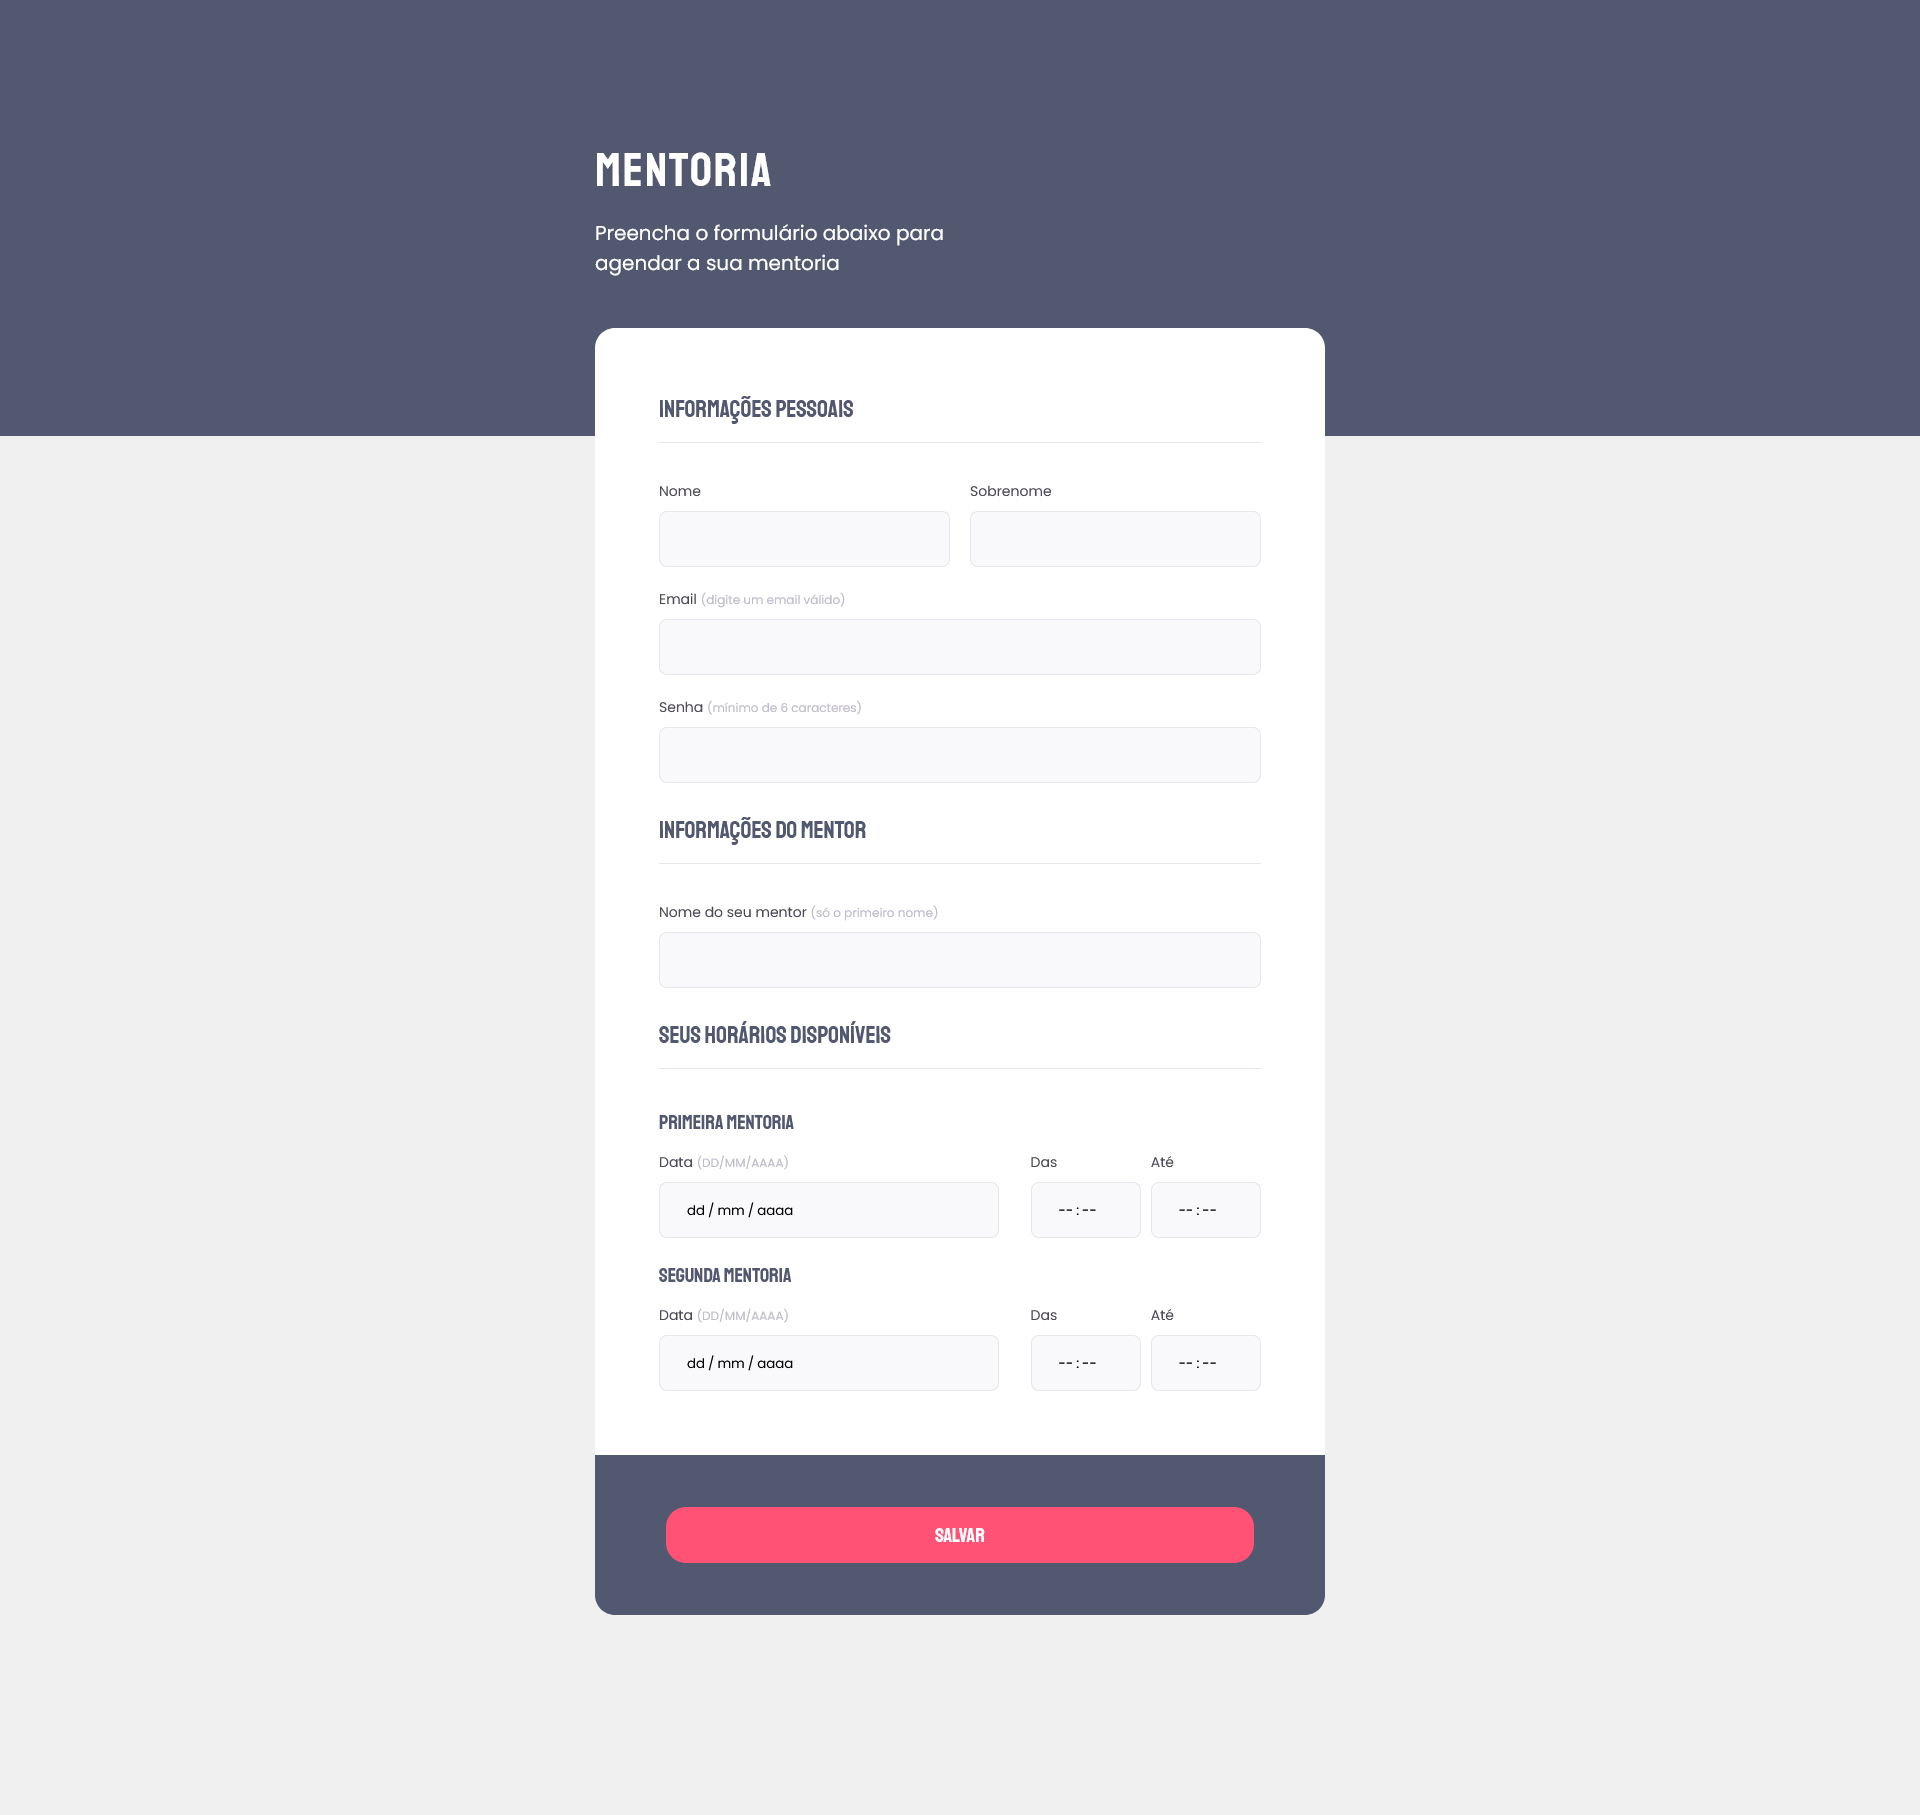 MENTORIA
Preencha o formulário abaixo para
agendar a sua mentoria
INFORMAÇÕES PESSOAIS
Nome Sobrenome
Email (digite um email válido)
Senha (mínimo de 6 caracteres)
INFORMAÇÕES DO MENTOR
Nome do seu mentor (só o primeiro nome)
SEUS HORÁRIOS DISPONÍVEIS
PRIMEIRA MENTORIA
Data (DD/MM/AAAA) Das Até
dd / mm / aaaa -- : -- -- : --
SEGUNDA MENTORIA
Data (DD/MM/AAAA) Das Até
dd / mm / aaaa -- : -- -- : --
SALVAR